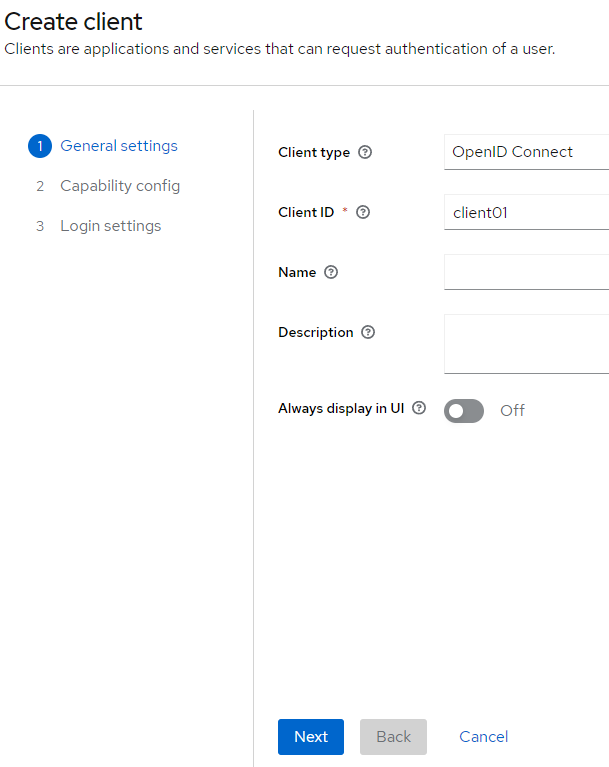 Create client
Clients are applications and services that can request authentication of a user.
1 General settings
2 Capability config
3 Login settings
Client type ?
OpenID Connect
Client ID * ?
client01
Name ?
Description ?
Always display in UI ?
Off
Next
Back
Cancel